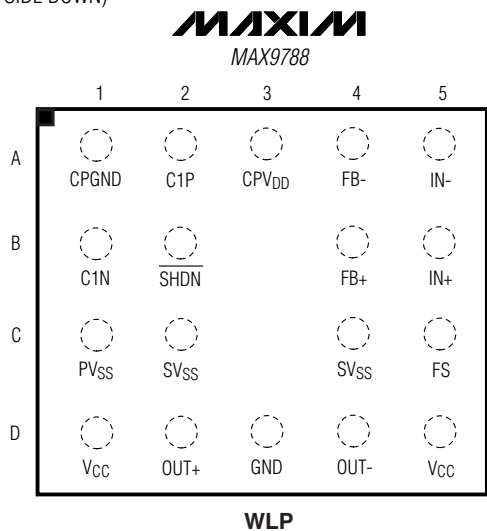 SIDE DOWN)
MAXIM
MAX9788
1 2 3 4 5
A
CPGND C1P CPVDD FB- IN-
B
C1N SHDN FB+ IN+
C
PVSS SVSS SVSS FS
D
VCC OUT+ GND OUT- VCC
WLP